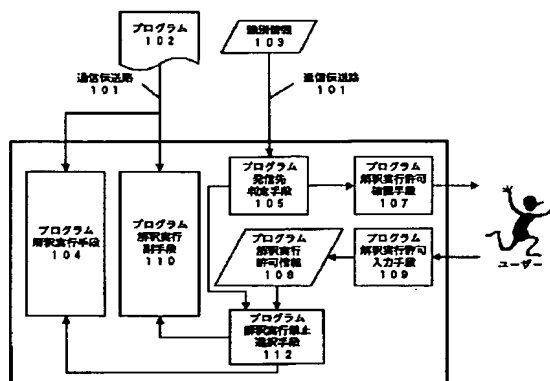 プログラム
102
識別情報
103
通信伝送路
101
通信伝送路
101
プログラム
発信先
判定手段
105
プログラム
解釈実行許可
確認手段
107
プログラム
解釈実行手段
104
プログラム
解釈実行
副手段
110
プログラム
解釈実行
許可情報
108
プログラム
解釈実行許可
入力手段
109
ユーザー
プログラム
解釈実行禁止
選択手段
112